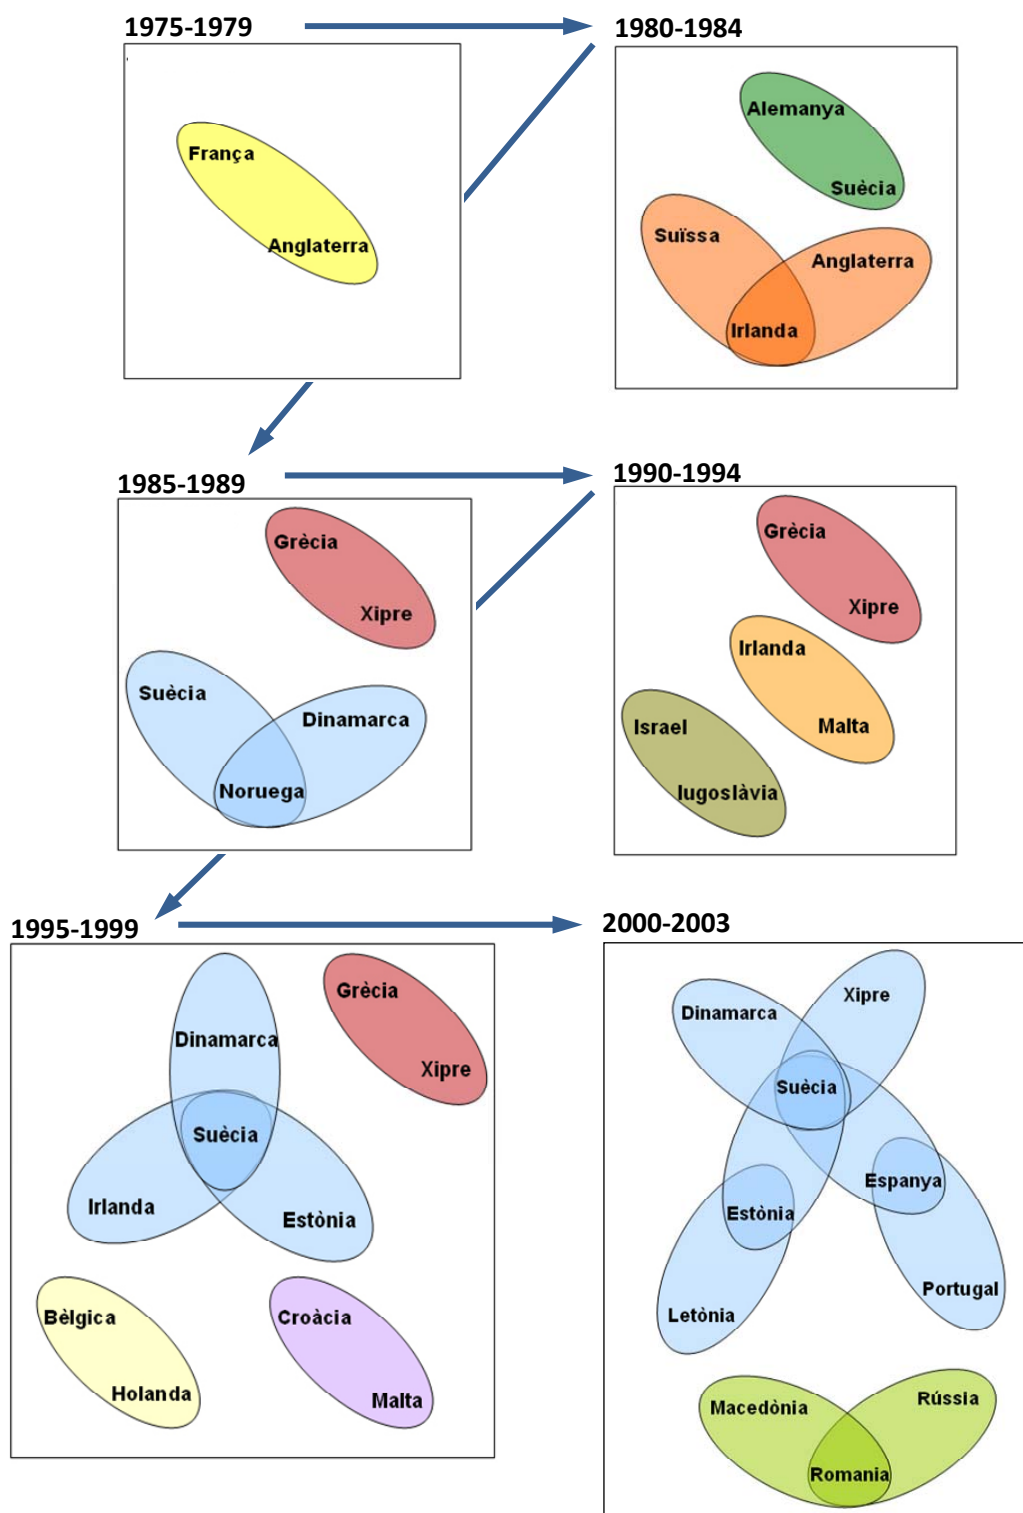 1975-1979
França
Anglaterra
1980-1984
Alemanya
Suècia
Suïssa
Anglaterra
Irlanda
1985-1989
Grècia
Xipre
Suècia
Dinamarca
Noruega
1990-1994
Grècia
Xipre
Irlanda
Malta
Israel
Iugoslàvia
1995-1999
Grècia
Dinamarca
Xipre
Suècia
Irlanda
Estònia
Bèlgica
Croàcia
Holanda
Malta
2000-2003
Xipre
Dinamarca
Suècia
Espanya
Estònia
Portugal
Letònia
Rússia
Macedònia
Romania